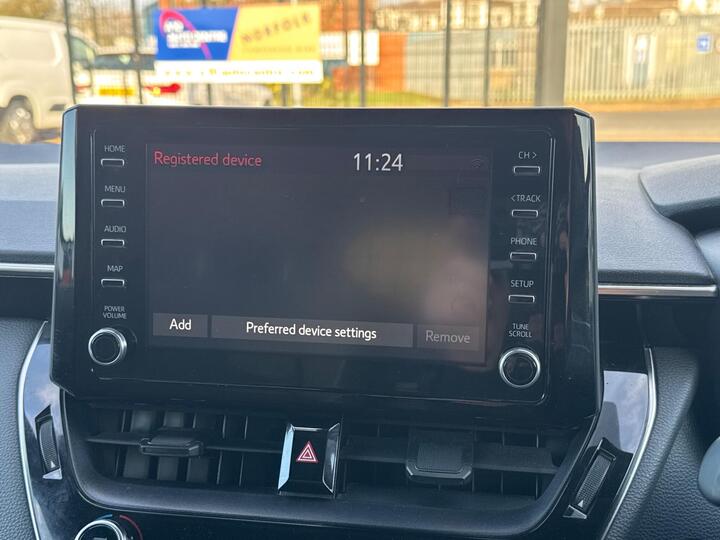 NORFOLK
HOME
MENU
AUDIO
MAP
POWER
VOLUME
Registered device
11:24
Add
Preferred device settings
Remove
CH >
< TRACK
PHONE
SETUP
TUNE
SCROLL